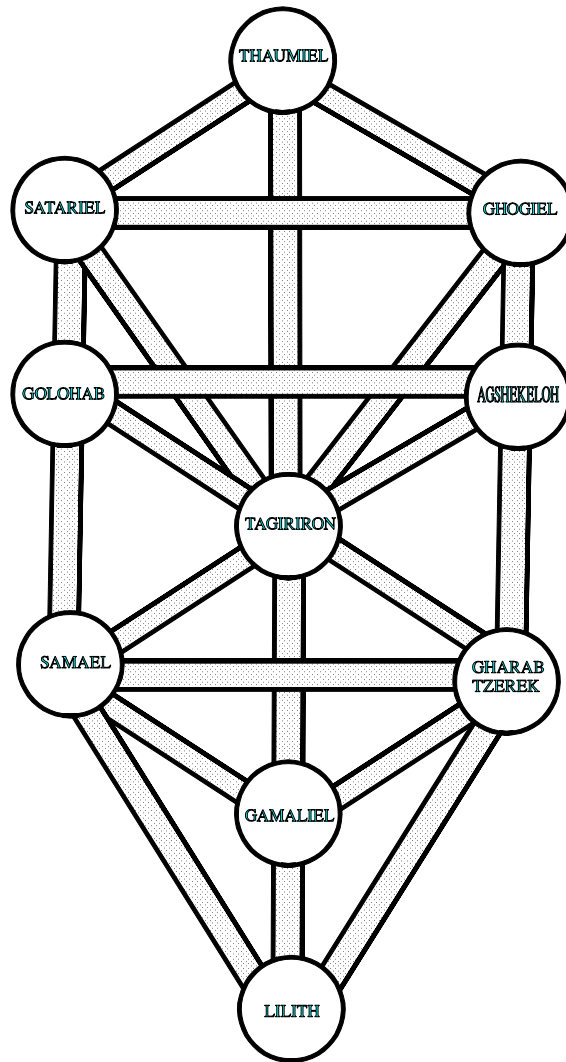 THAUMIEL
SATARIEL
GHOGIEL
GOLOHAB
AGSHEKELOH
TAGIRIRON
SAMAEL
GHARAB
TZEREK
GAMALIEL
LILITH